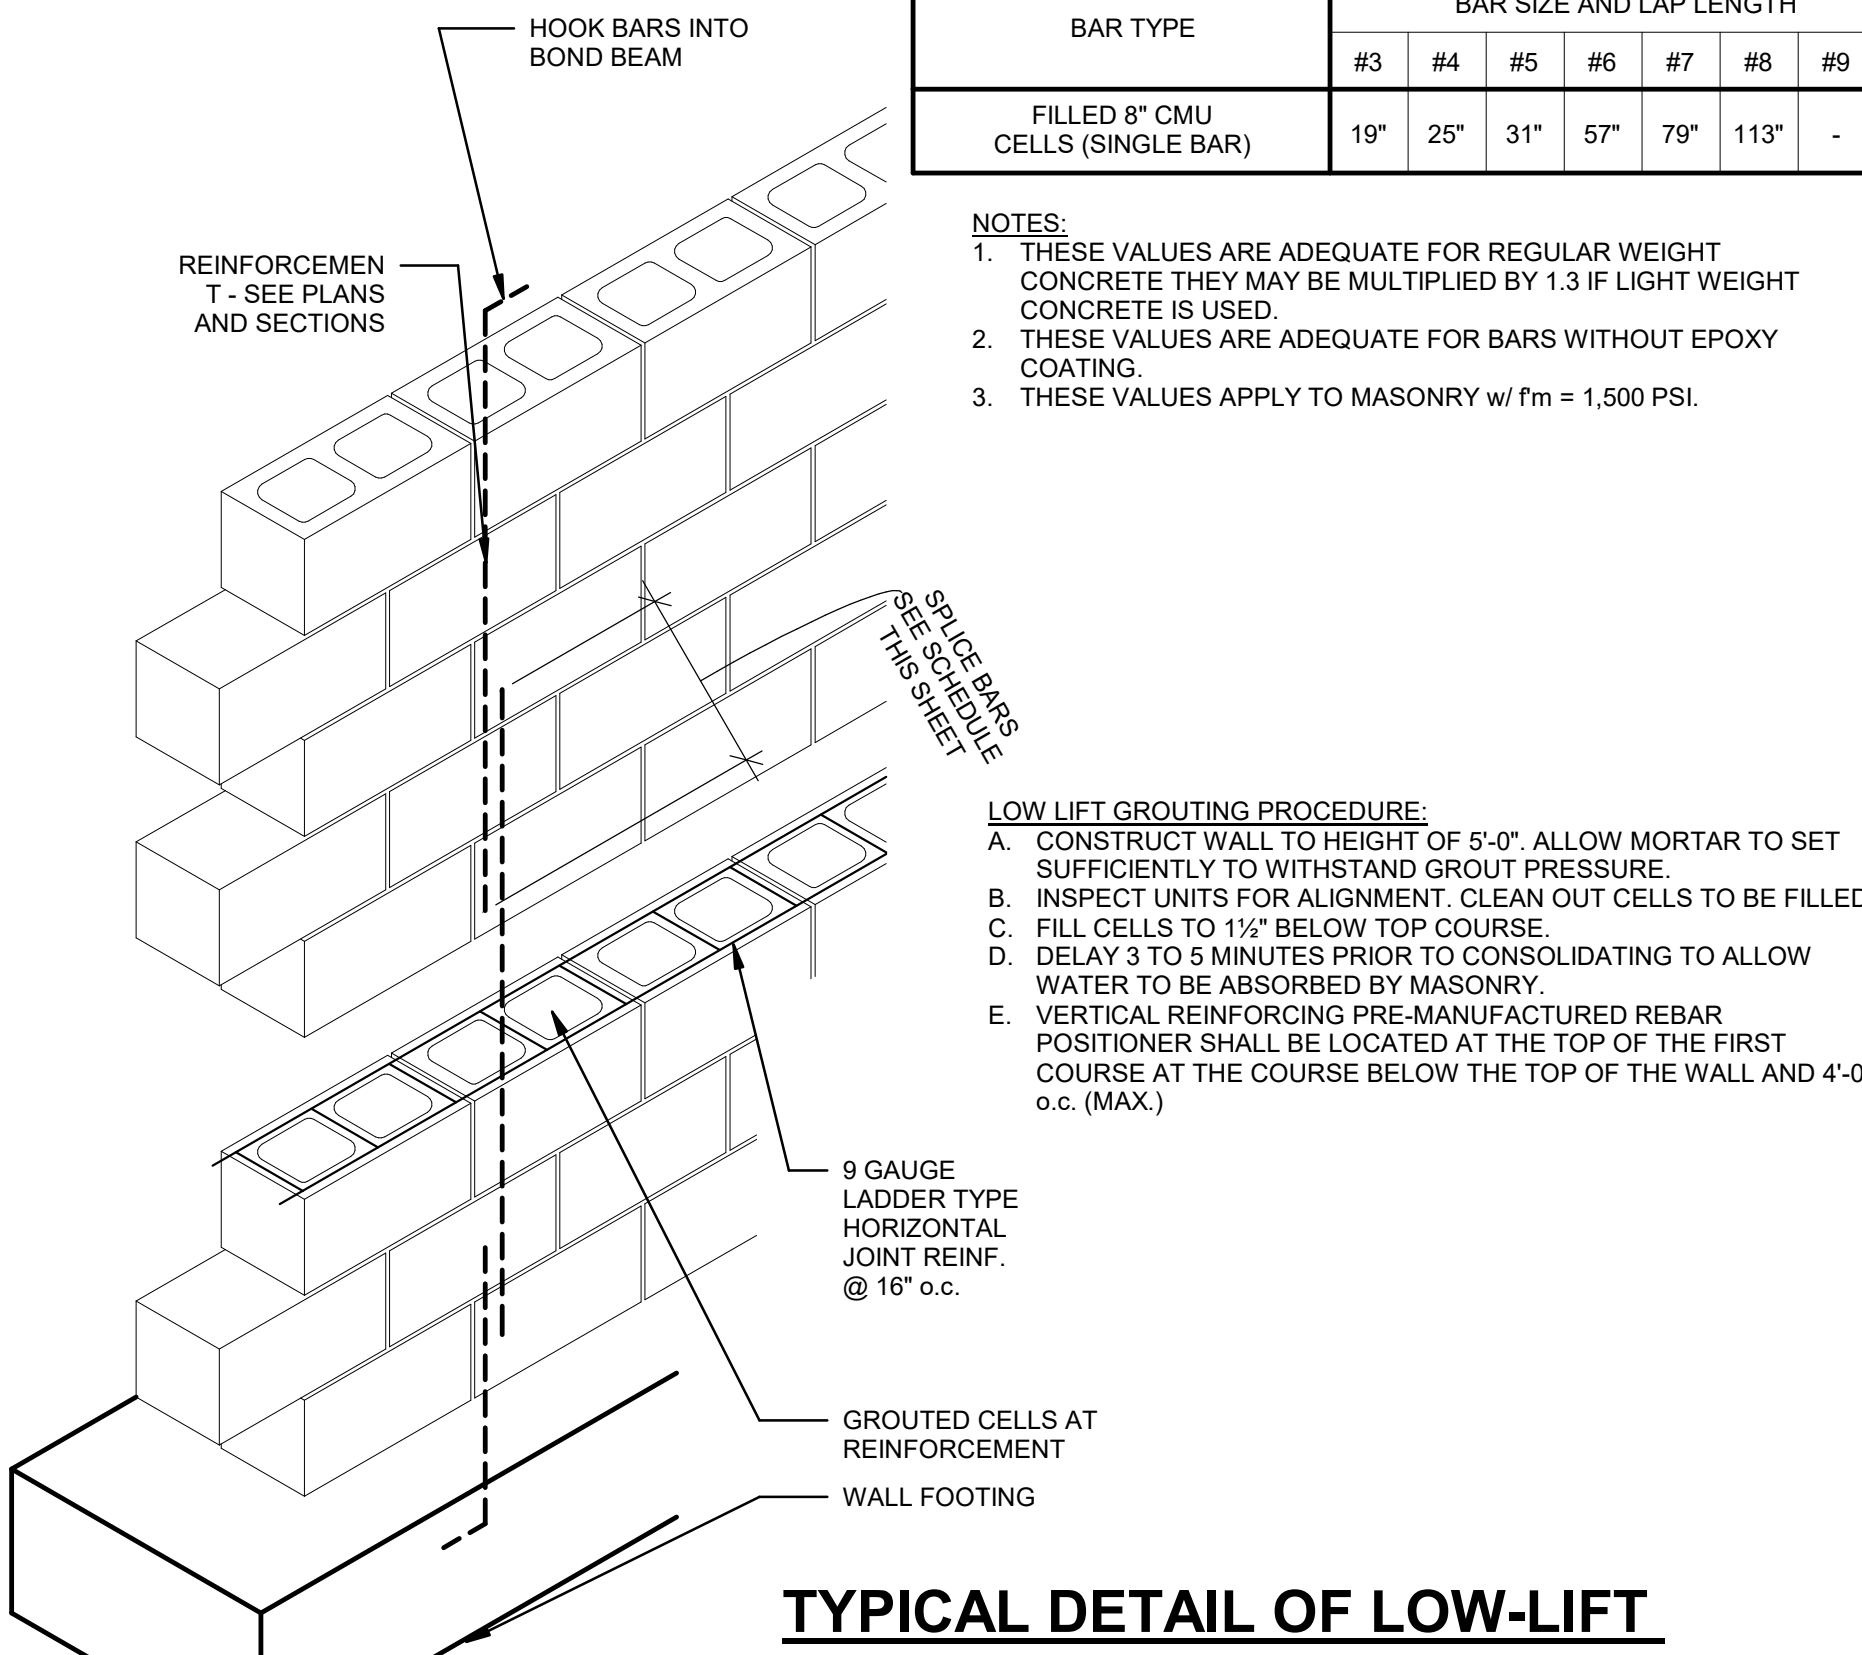 HOOK BARS INTO
BOND BEAM
REINFORCEMEN
T - SEE PLANS
AND SECTIONS
BAR TYPE
BAR SIZE AND LAP LENGTH
#3 #4 #5 #6 #7 #8 #9
FILLED 8" CMU
CELLS (SINGLE BAR)
19" 25" 31" 57" 79" 113" -
NOTES:
1. THESE VALUES ARE ADEQUATE FOR REGULAR WEIGHT
CONCRETE THEY MAY BE MULTIPLIED BY 1.3 IF LIGHT WEIGHT
CONCRETE IS USED.
2. THESE VALUES ARE ADEQUATE FOR BARS WITHOUT EPOXY
COATING.
3. THESE VALUES APPLY TO MASONRY w/ f'm = 1,500 PSI.
SPLICE BARS
SEE SCHEDULE
THIS SHEET
LOW LIFT GROUTING PROCEDURE:
A. CONSTRUCT WALL TO HEIGHT OF 5'-0". ALLOW MORTAR TO SET
SUFFICIENTLY TO WITHSTAND GROUT PRESSURE.
B. INSPECT UNITS FOR ALIGNMENT. CLEAN OUT CELLS TO BE FILLED
C. FILL CELLS TO 1½" BELOW TOP COURSE.
D. DELAY 3 TO 5 MINUTES PRIOR TO CONSOLIDATING TO ALLOW
WATER TO BE ABSORBED BY MASONRY.
E. VERTICAL REINFORCING PRE-MANUFACTURED REBAR
POSITIONER SHALL BE LOCATED AT THE TOP OF THE FIRST
COURSE AT THE COURSE BELOW THE TOP OF THE WALL AND 4'-0
o.c. (MAX.)
9 GAUGE
LADDER TYPE
HORIZONTAL
JOINT REINF.
@ 16" o.c.
GROUTED CELLS AT
REINFORCEMENT
WALL FOOTING
TYPICAL DETAIL OF LOW-LIFT